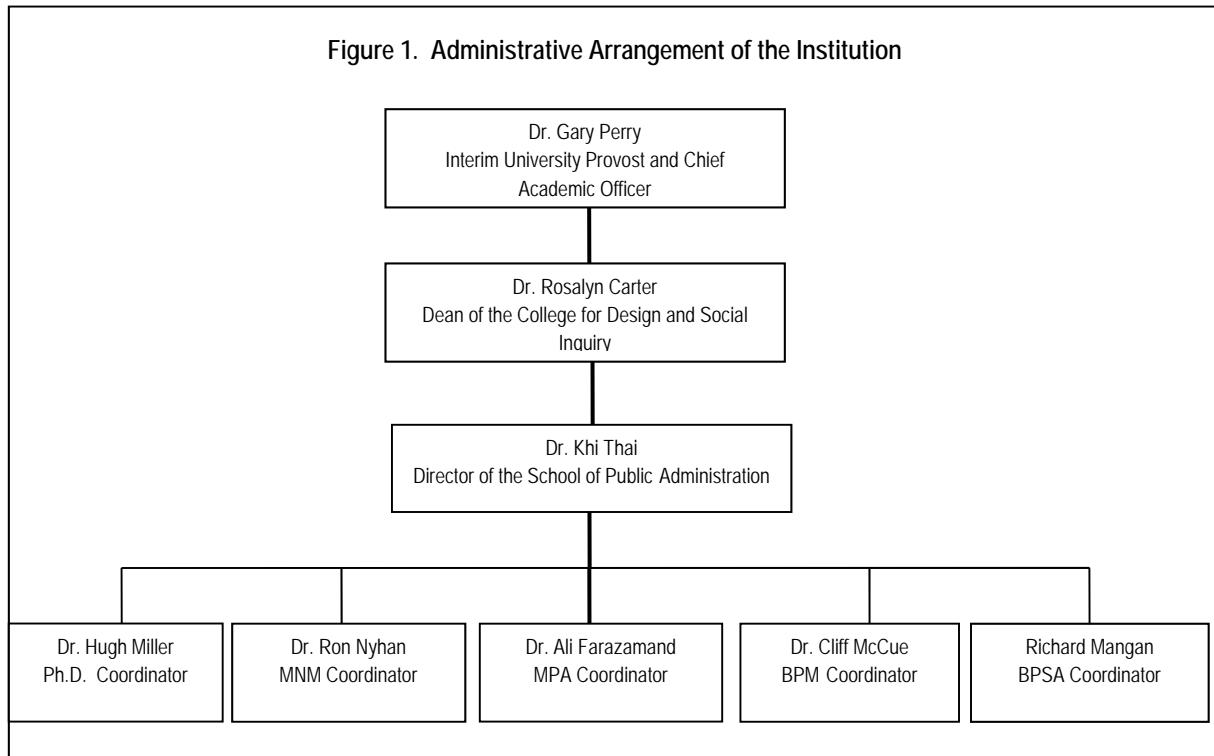 Figure 1. Administrative Arrangement of the Institution
Dr. Gary Perry
Interim University Provost and Chief
Academic Officer
Dr. Rosalyn Carter
Dean of the College for Design and Social
Inquiry
Dr. Khi Thai
Director of the School of Public Administration
Dr. Hugh Miller
Ph.D. Coordinator
Dr. Ron Nyhan
MNM Coordinator
Dr. Ali Farazamand
MPA Coordinator
Dr. Cliff McCue
BPM Coordinator
Richard Mangan
BPSA Coordinator